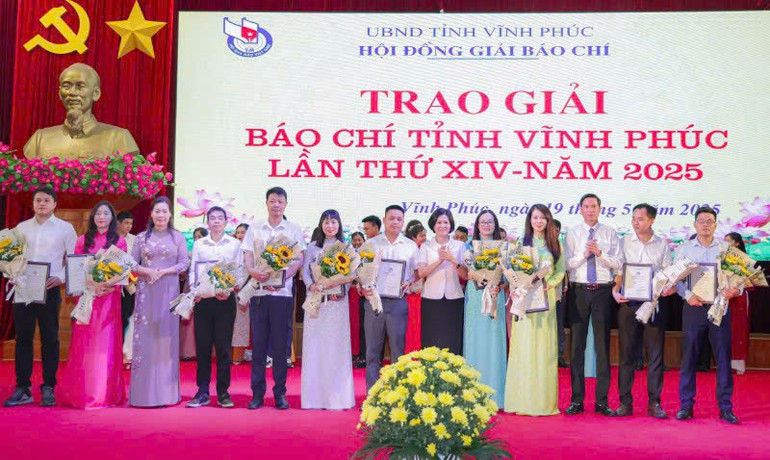 UBND TỈNH VĨNH PHÚC
HỘI ĐỒNG GIẢI BÁO CHÍ
TRAO GIẢI
BÁO CHÍ TỈNH VĨNH PHÚC
LẦN THỨ XIV-NĂM 2025
Vĩnh Phúc, ngày 19 tháng 5 năm 2025